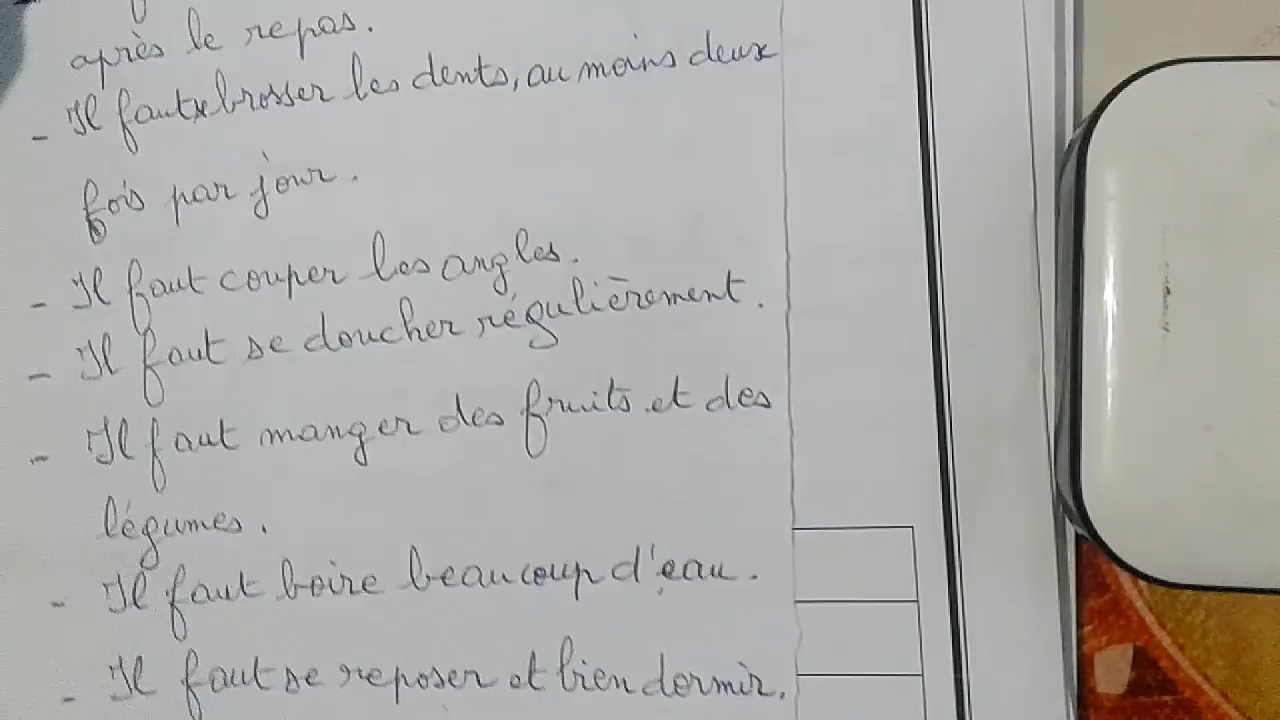 après le repas.
- Il faut brosser les dents, au moins deux
fois par jour.
- Il faut couper les angles.
- Il faut se doucher régulièrement.
- Il faut manger des fruits et des
légumes.
- Il faut boire beaucoup d'eau.
- Il faut se reposer et bien dormir.